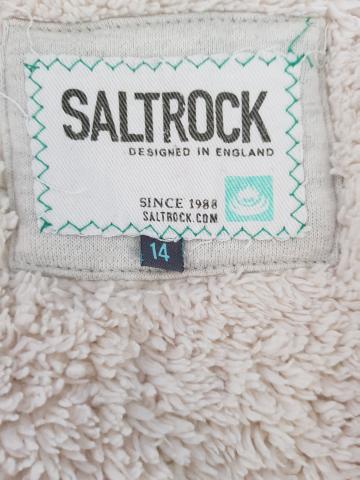 SALTROCK
DESIGNED IN ENGLAND
SINCE 1988
SALTROCK.COM
14